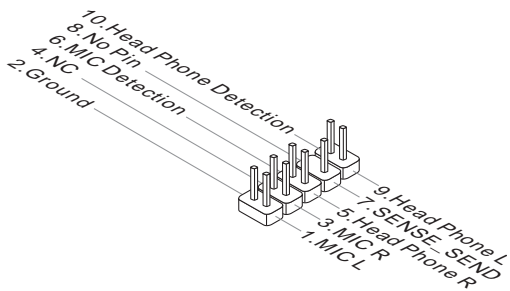 10.Head Phone Detection
8.No Pin
6.MIC Detection
4.NC
2.Ground
9.Head Phone L
7.SENSE_SEND
5.Head Phone R
3.MIC R
1.MIC L